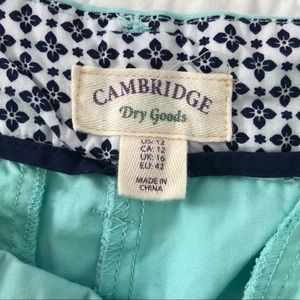 CAMBRIDGE
Dry Goods
US: 12
CA: 12
UK: 16
EU: 42
MADE IN
CHINA